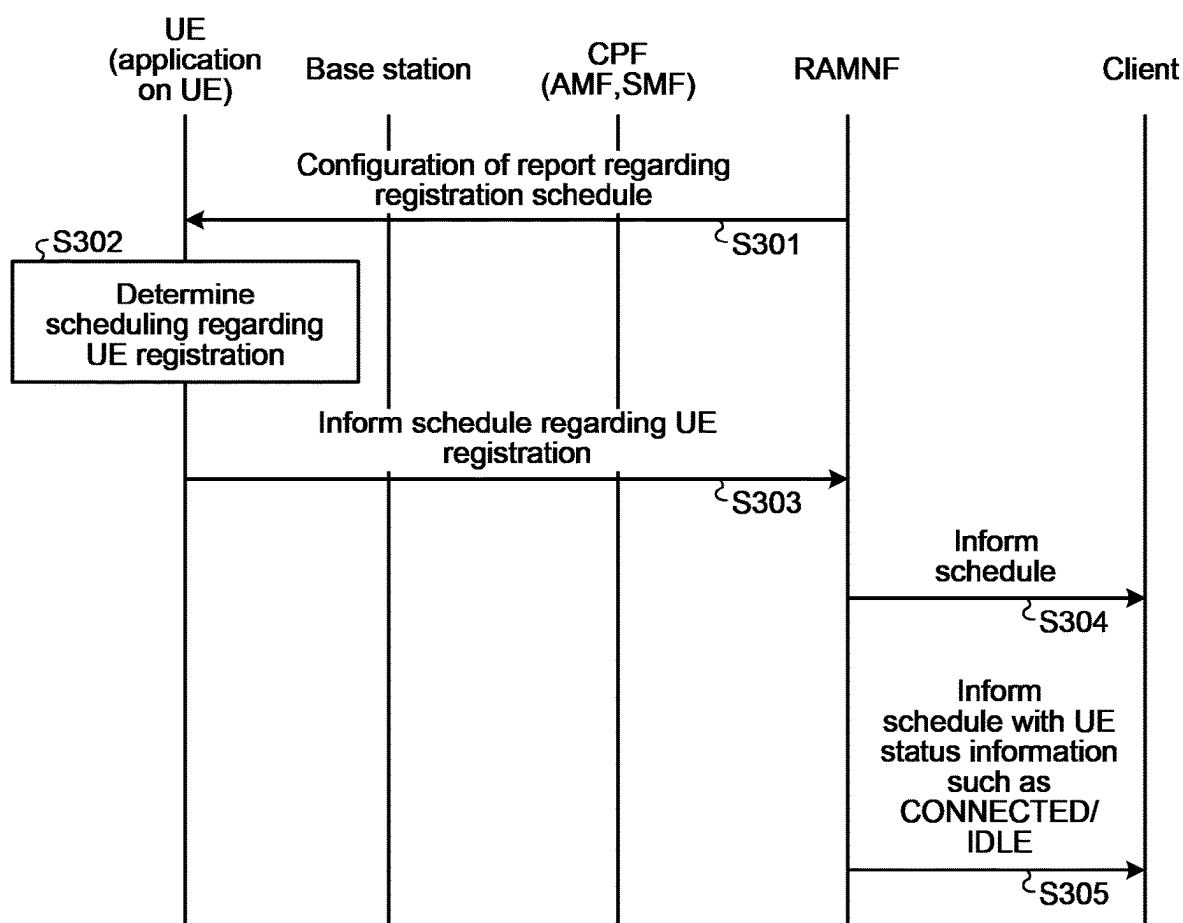 UE
(application
on UE)
Base station
CPF
(AMF,SMF)
RAMNF
Client
Configuration of report regarding
registration schedule
S301
S302
Determine
scheduling regarding
UE registration
Inform schedule regarding UE
registration
S303
Inform
schedule
S304
Inform
schedule with UE
status information
such as
CONNECTED/
IDLE
S305